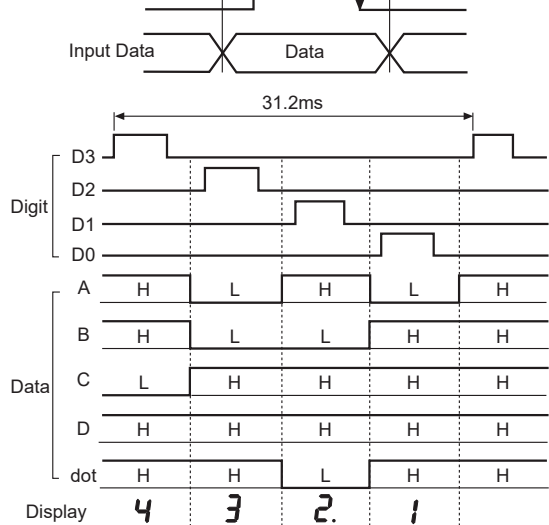 Input Data Data
31.2ms
Digit
D3
D2
D1
D0
Data
A H L H L H
B H L L H H
C L H H H H
D H H H H H
dot H H L H H
Display 4 3 2. 1